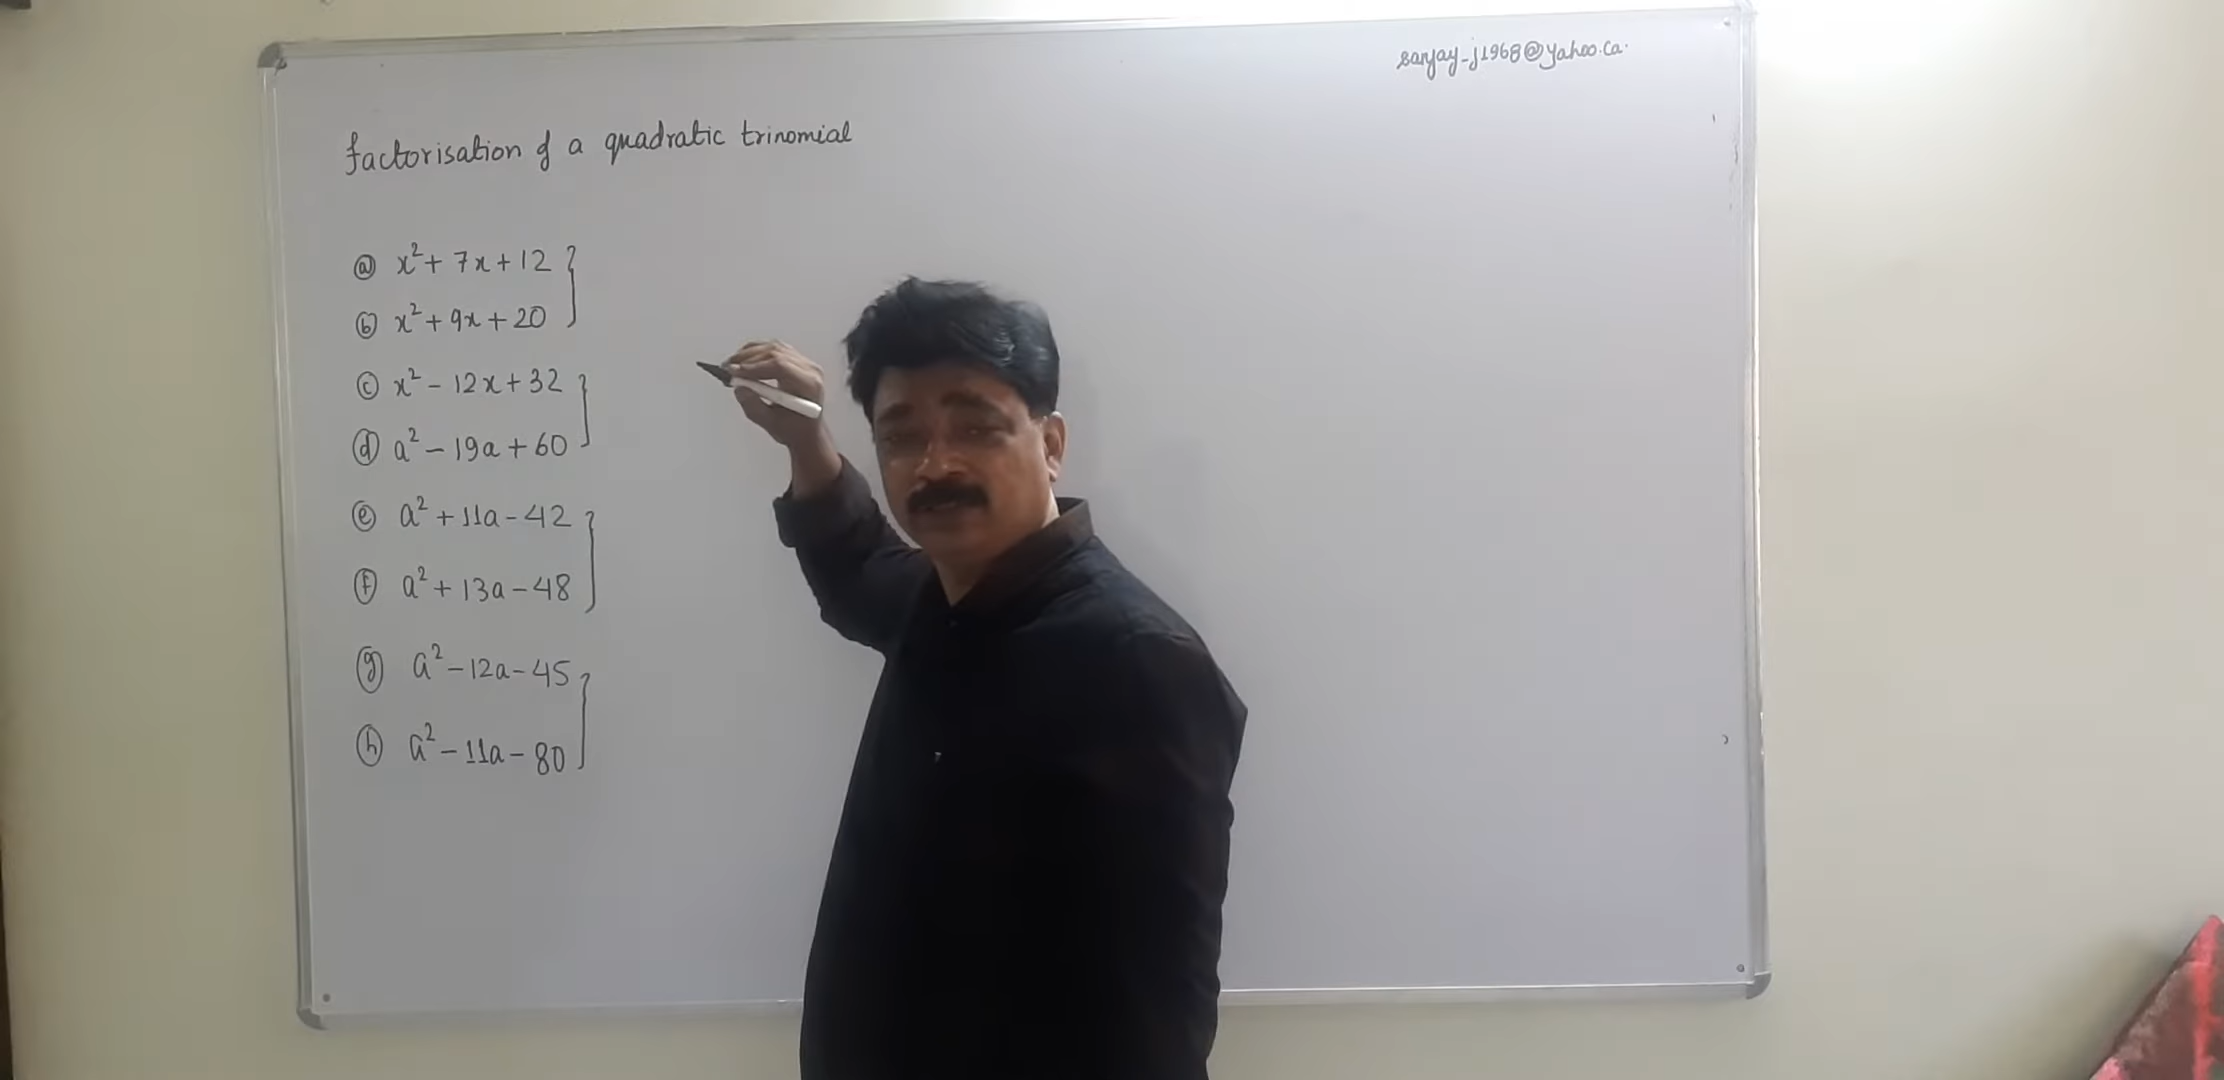 sanjay-j1968@yahoo.ca.
factorisation of a quadratic trinomial
ⓐ x²+ 7x+12
ⓑ x²+9x+20
ⓒ x²- 12x+32
ⓓ a²- 19a+60
ⓔ a²+11a-42
ⓕ a²+ 13a-48
ⓖ a²-12a-45
ⓗ a²-11a-80